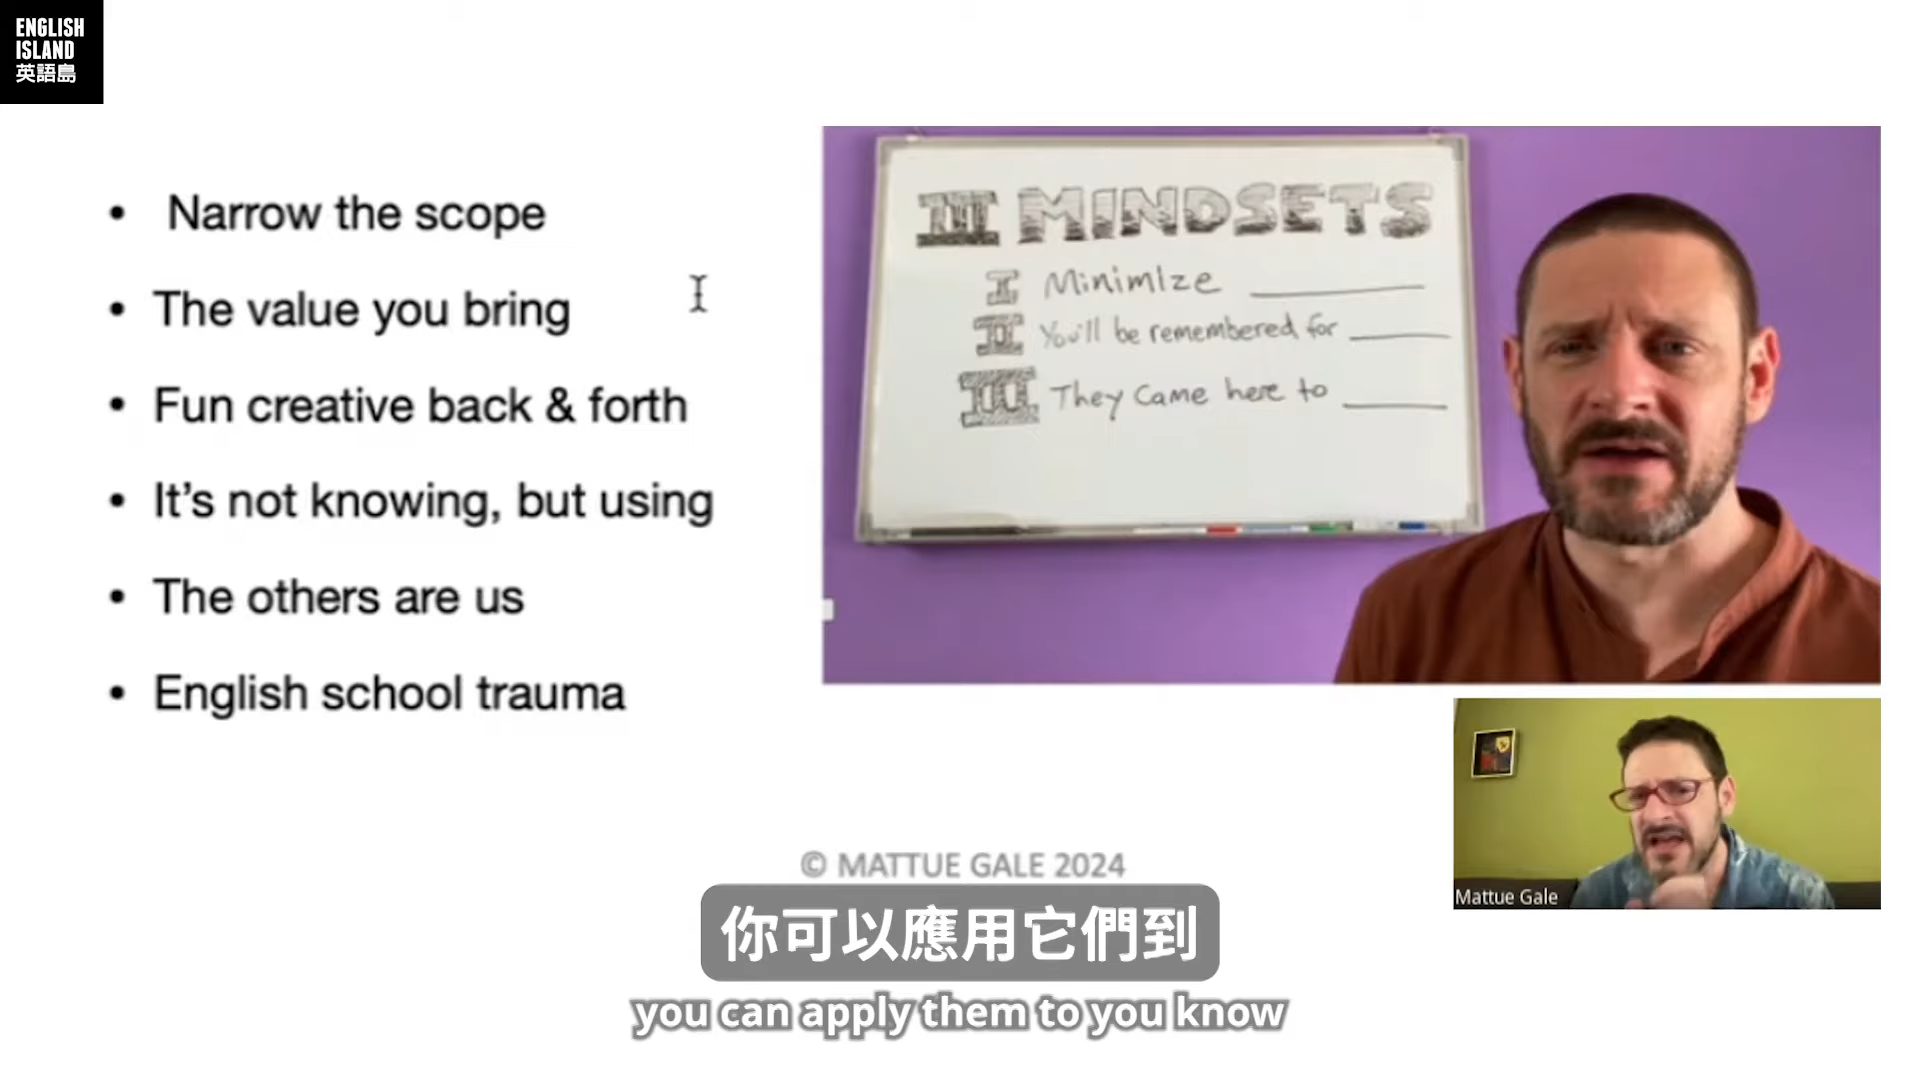 ENGLISH
ISLAND
英語島
• Narrow the scope
• The value you bring
• Fun creative back & forth
• It's not knowing, but using
• The others are us
• English school trauma
III MINDSETS
I Minimize ________
II You'll be remembered for ________
III They came here to ________
Mattue Gale
© MATTUE GALE 2024
你可以應用它們到
you can apply them to you know